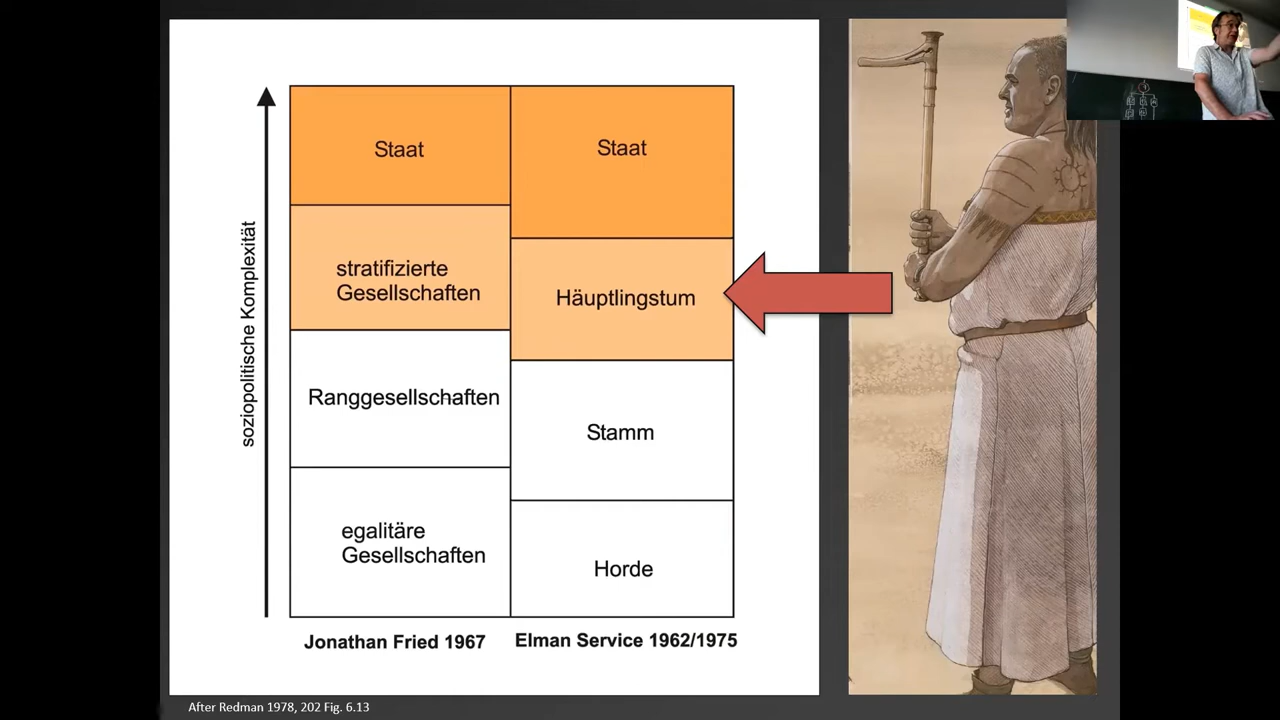 Staat
Staat
stratifizierte
Gesellschaften
Häuptlingstum
Ranggesellschaften
Stamm
egalitäre
Gesellschaften
Horde
soziopolitische Komplexität
Jonathan Fried 1967
Elman Service 1962/1975
After Redman 1978, 202 Fig. 6.13